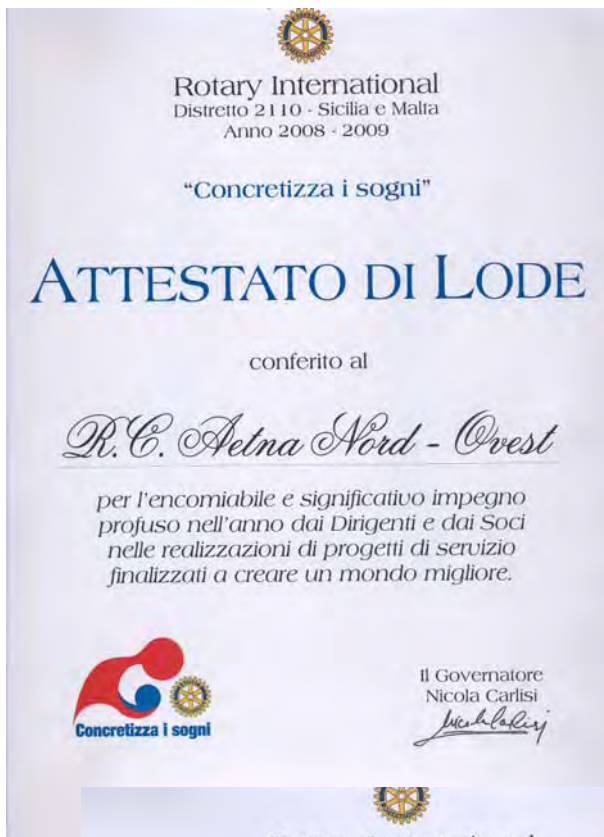 Rotary International
Distretto 2110 - Sicilia e Malta
Anno 2008 - 2009
“Concretizza i sogni”
ATTESTATO DI LODE
conferito al
R.C. Aetna Nord - Ovest
per l'encomiabile e significativo impegno
profuso nell'anno dai Dirigenti e dai Soci
nelle realizzazioni di progetti di servizio
finalizzati a creare un mondo migliore.
Il Governatore
Nicola Carlisi
Concretizza i sogni